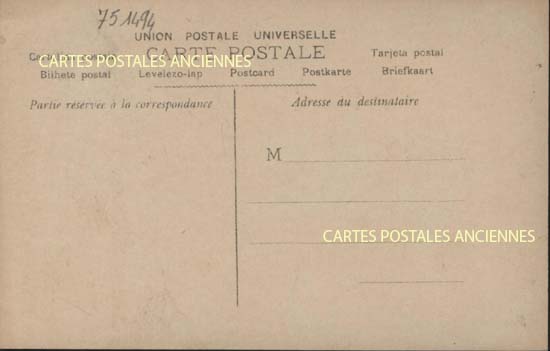 751494
UNION POSTALE UNIVERSELLE
CARTE POSTALE
Tarjeta postal
CARTES POSTALES ANCIENNES
Bilhete postal Levelezo-lap Postcard Postkarte Briefkaart
Partie réservée à la correspondance
Adresse du destinataire
M
CARTES POSTALES ANCIENNES